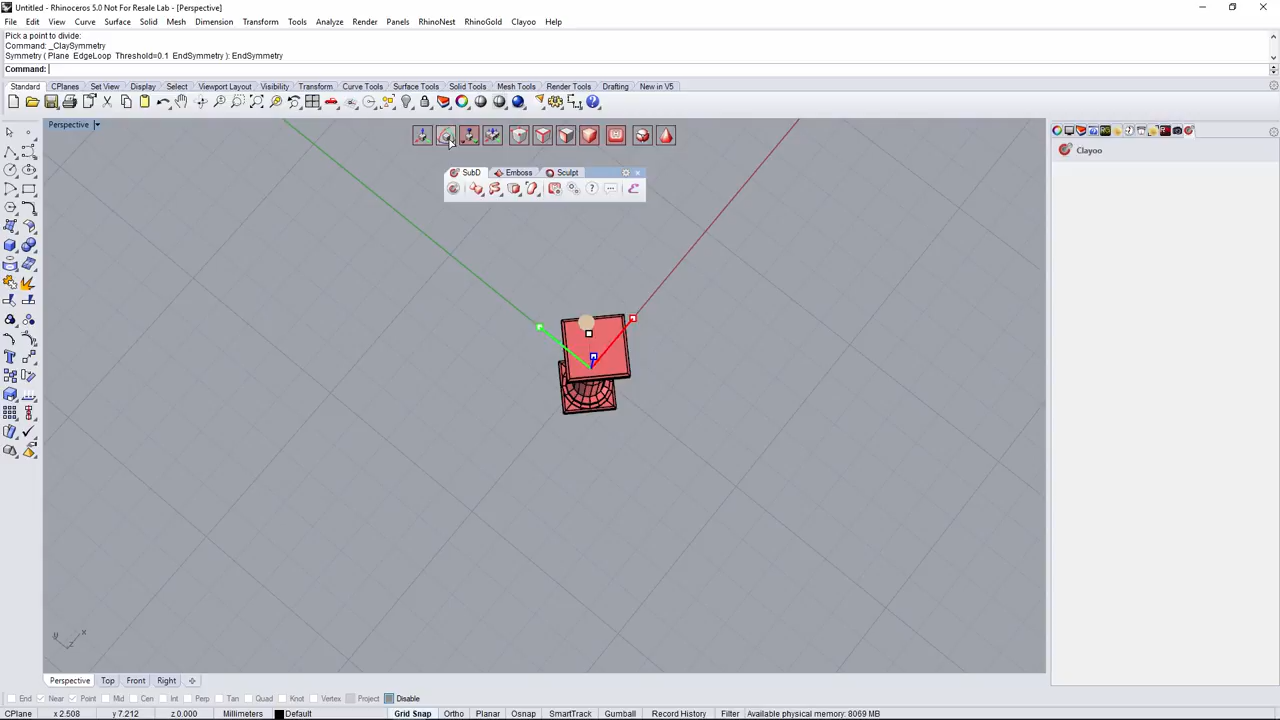 Untitled - Rhinoceros 5.0 Not For Resale Lab - [Perspective]
File Edit View Curve Surface Solid Mesh Dimension Transform Tools Analyze Render Panels RhinoNest RhinoGold Clayoo Help
Pick a point to divide:
Command: _ClaySymmetry
Symmetry ( Plane EdgeLoop Threshold=0.1 EndSymmetry ): EndSymmetry
Command:
Standard CPlanes Set View Display Select Viewport Layout Visibility Transform Curve Tools Surface Tools Solid Tools Mesh Tools Render Tools Drafting New in V5
Perspective
Clayoo
SubD Emboss Sculpt
y x z
Perspective Top Front Right
End Near Point Mid Cen Int Perp Tan Quad Knot Vertex Project Disable
CPlane x 2.508 y 7.212 z 0.000 Millimeters Default Grid Snap Ortho Planar Osnap SmartTrack Gumball Record History Filter Available physical memory: 8069 MB